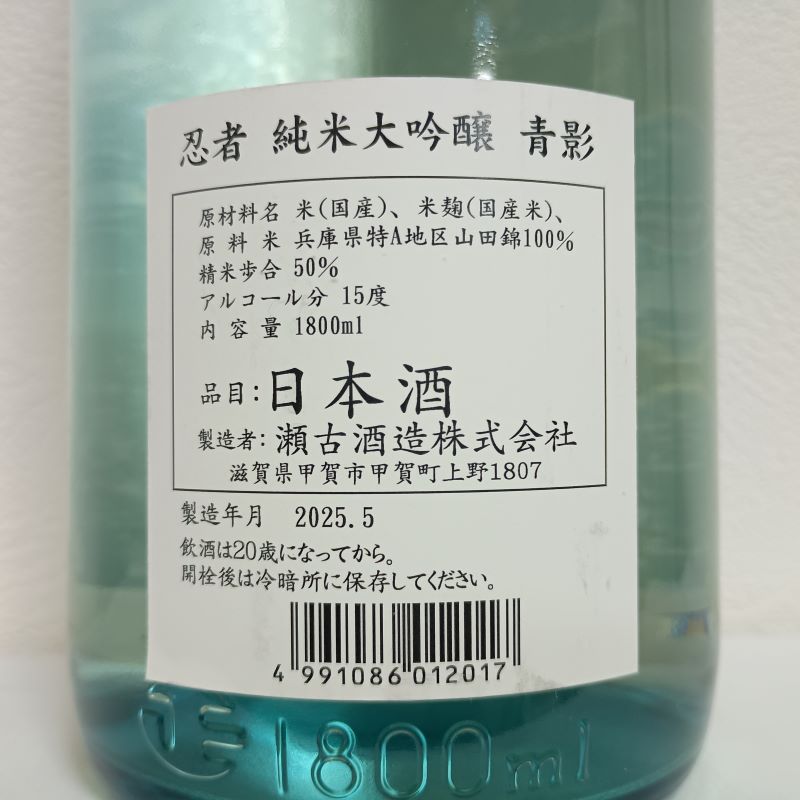 忍者 純米大吟醸 青影
原材料名 米(国産)、米麹(国産米)、
原料米 兵庫県特A地区山田錦100%
精米歩合 50%
アルコール分 15度
内容量 1800ml
品目:日本酒
製造者:瀬古酒造株式会社
滋賀県甲賀市甲賀町上野1807
製造年月 2025.5
飲酒は20歳になってから。
開栓後は冷暗所に保存してください。
4 991086 012017
1800ml